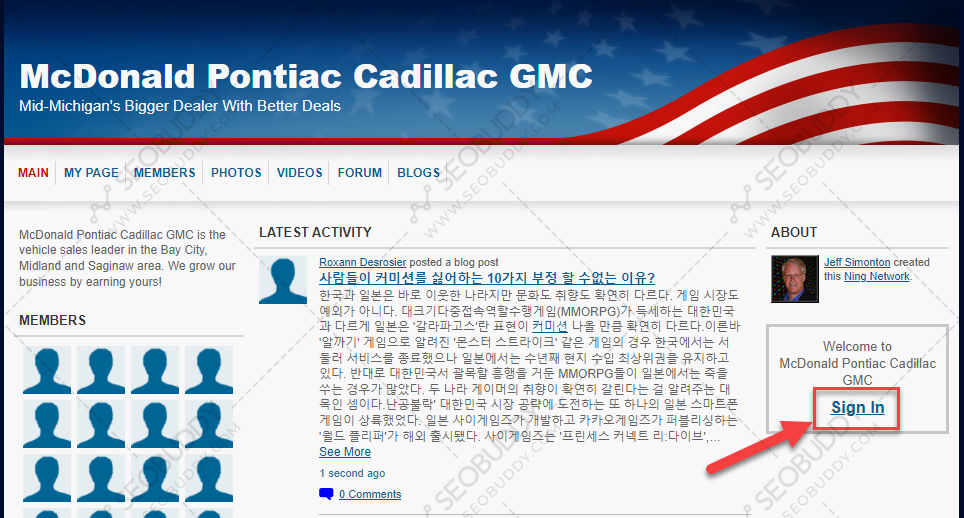 McDonald Pontiac Cadillac GMC
Mid-Michigan's Bigger Dealer With Better Deals
MAIN
MY PAGE
MEMBERS
PHOTOS
VIDEOS
FORUM
BLOGS
McDonald Pontiac Cadillac GMC is the
vehicle sales leader in the Bay City,
Midland and Saginaw area. We grow our
business by earning yours!
MEMBERS
LATEST ACTIVITY
Roxann Desrosier posted a blog post
사람들이 커미션를 싫어하는 10가지 부정 할 수없는 이유?
한국과 일본은 바로 이웃한 나라지만 문화도 취향도 확연히 다르다. 게임 시장도
예외가 아니다. 대크기다중접속역할수행게임(MMORPG)가 득세하는 대한민국
과 다르게 일본은 '갈라파고스'란 표현이 커미션 나올 만큼 확연히 다르다.이른바
'알까기' 게임으로 알려진 '몬스터 스트라이크' 같은 게임의 경우 한국에서는 서
둘러 서비스를 종료했으나 일본에서는 수년째 현지 수입 최상위권을 유지하고
있다. 반대로 대한민국서 괄목할 흥행을 거둔 MMORPG들이 일본에서는 죽을
쑤는 경우가 많았다. 두 나라 게이머의 취향이 확연히 갈린다는 걸 알려주는 대
목인 셈이다.난공불락' 대한민국 시장 공략에 도전하는 또 하나의 일본 스마트폰
게임이 상륙했었다. 일본 사이게임즈가 개발하고 카카오게임즈가 퍼블리싱하는
'월드 플리퍼'가 해외 출시됐다. 사이게임즈는 '프린세스 커넥트 리:다이브',…
See More
1 second ago
0 Comments
ABOUT
Jeff Simonton created
this Ning Network.
Welcome to
McDonald Pontiac Cadillac
GMC
Sign In
SEOBUDDY
WWW.SEOBUDDY.COM